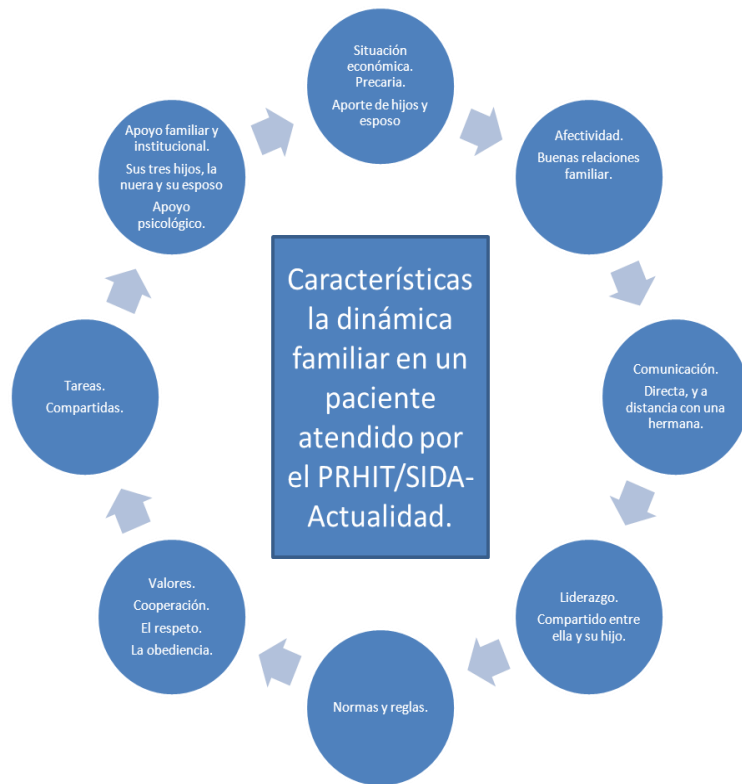 Situación
económica.
Precaria.
Aporte de hijos y
esposo
Afectividad.
Buenas relaciones
familiar.
Comunicación.
Directa, y a
distancia con una
hermana.
Liderazgo.
Compartido entre
ella y su hijo.
Normas y reglas.
Valores.
Cooperación.
El respeto.
La obediencia.
Tareas.
Compartidas.
Apoyo familiar y
institucional.
Sus tres hijos, la
nuera y su esposo
Apoyo
psicológico.
Característícas
la dinámica
familiar en un
paciente
atendido por
el PRHIT/SIDA-
Actualidad.